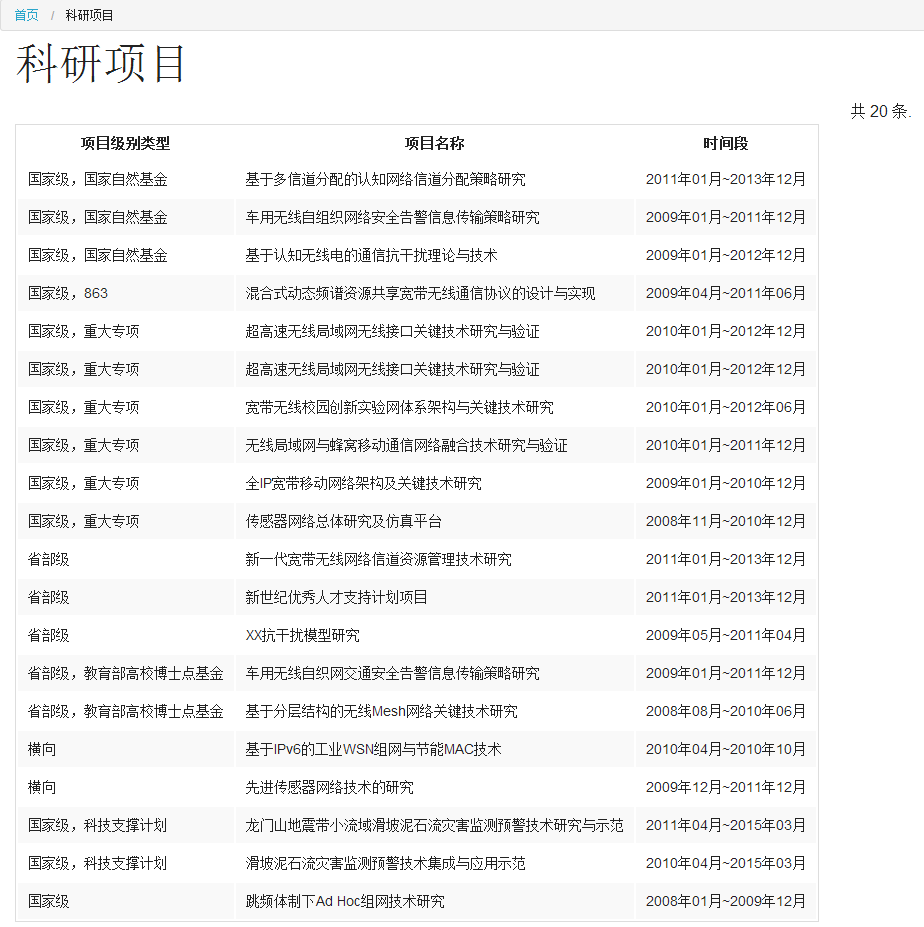 首页 / 科研项目
科研项目
共 20 条.
项目级别类型 项目名称 时间段
国家级，国家自然基金 基于多信道分配的认知网络信道分配策略研究 2011年01月~2013年12月
国家级，国家自然基金 车用无线自组织网络安全告警信息传输策略研究 2009年01月~2011年12月
国家级，国家自然基金 基于认知无线电的通信抗干扰理论与技术 2009年01月~2012年12月
国家级，863 混合式动态频谱资源共享宽带无线通信协议的设计与实现 2009年04月~2011年06月
国家级，重大专项 超高速无线局域网无线接口关键技术研究与验证 2010年01月~2012年12月
国家级，重大专项 超高速无线局域网无线接口关键技术研究与验证 2010年01月~2012年12月
国家级，重大专项 宽带无线校园创新实验网体系架构与关键技术研究 2010年01月~2012年06月
国家级，重大专项 无线局域网与蜂窝移动通信网络融合技术研究与验证 2010年01月~2011年12月
国家级，重大专项 全IP宽带移动网络架构及关键技术研究 2009年01月~2010年12月
国家级，重大专项 传感器网络总体研究及仿真平台 2008年11月~2010年12月
省部级 新一代宽带无线网络信道资源管理技术研究 2011年01月~2013年12月
省部级 新世纪优秀人才支持计划项目 2011年01月~2013年12月
省部级 XX抗干扰模型研究 2009年05月~2011年04月
省部级，教育部高校博士点基金 车用无线自组织网交通安全告警信息传输策略研究 2009年01月~2011年12月
省部级，教育部高校博士点基金 基于分层结构的无线Mesh网络关键技术研究 2008年08月~2010年06月
横向 基于IPv6的工业WSN组网与节能MAC技术 2010年04月~2010年10月
横向 先进传感器网络技术的研究 2009年12月~2011年12月
国家级，科技支撑计划 龙门山地震带小流域滑坡泥石流灾害监测预警技术研究与示范 2011年04月~2015年03月
国家级，科技支撑计划 滑坡泥石流灾害监测预警技术集成与应用示范 2010年04月~2015年03月
国家级 跳频体制下Ad Hoc组网技术研究 2008年01月~2009年12月